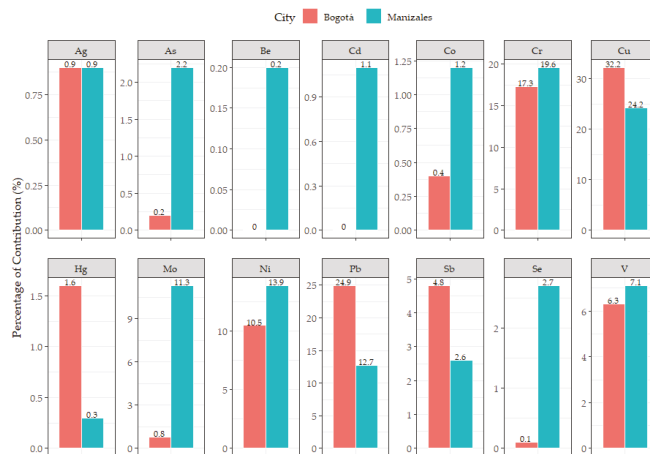 City Bogotà Manizales
Percentage of Contribution (%)
Ag As Be Cd Co Cr Cu
0.9 0.9 2.2 0.2 0.2 0 1.1 0 1.2 0.4 17.3 19.6 32.2 24.2
0.75 0.50 0.25 0.00
2.0 1.5 1.0 0.5 0.0
0.20 0.15 0.10 0.05 0.00
0.9 0.6 0.3 0.0
1.25 1.00 0.75 0.50 0.25 0.00
20 15 10 5 0
30 20 10 0
Hg Mo Ni Pb Sb Se V
1.6 0.3 0.8 11.3 10.5 13.9 24.9 12.7 4.8 2.6 0.1 2.7 6.3 7.1
1.5 1.0 0.5 0.0
9 6 3 0
10 5 0
25 20 15 10 5 0
5 4 3 2 1 0
2 1 0
6 4 2 0